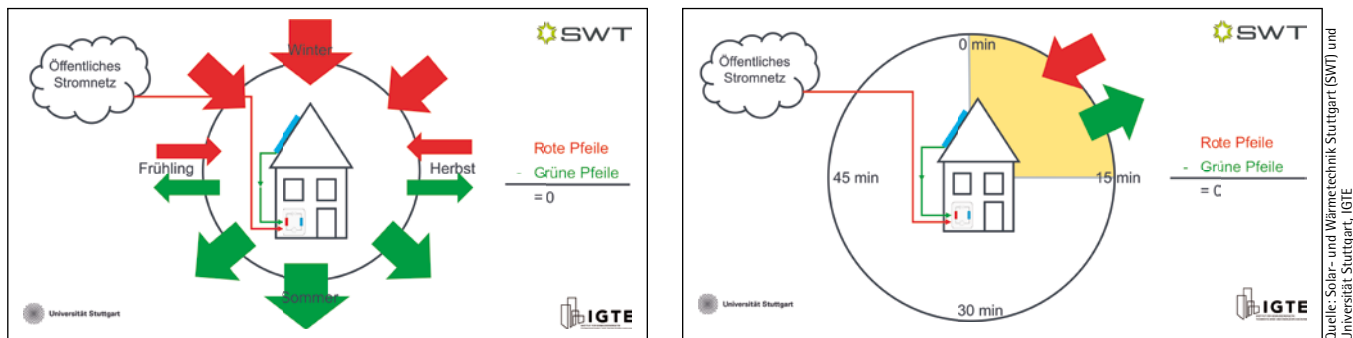 Winter
SWT
Öffentliches
Stromnetz
Rote Pfeile
Frühling
Herbst
- Grüne Pfeile
= 0
Sommer
Universität Stuttgart
IGTE
0 min
SWT
Öffentliches
Stromnetz
Rote Pfeile
45 min
15 min
- Grüne Pfeile
= 0
30 min
Universität Stuttgart
IGTE
Quelle: Solar- und Wärmetechnik Stuttgart (SWT) und
Universität Stuttgart, IGTE